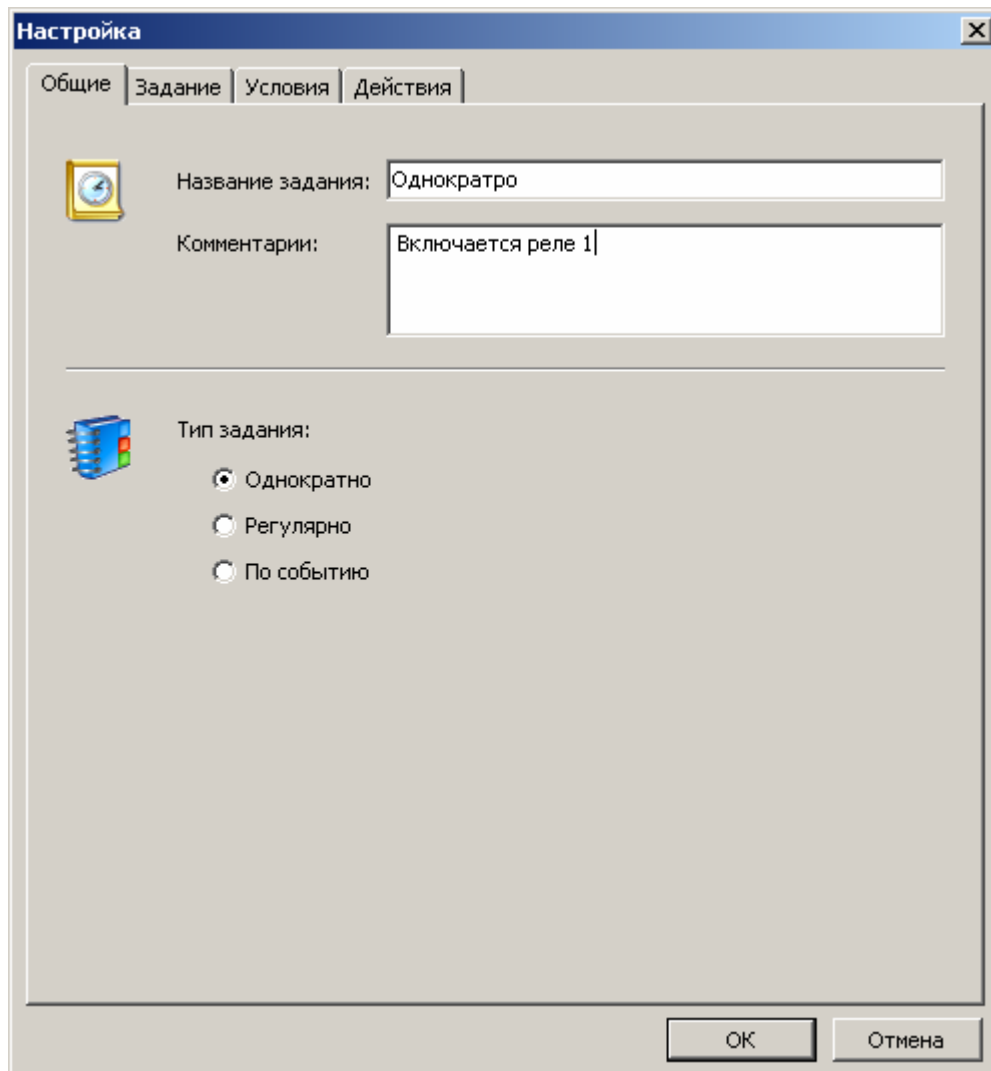 Настройка
Общие Задание Условия Действия
Название задания: Однократро
Комментарии: Включается реле 1
Тип задания:
Однократно
Регулярно
По событию
OK Отмена